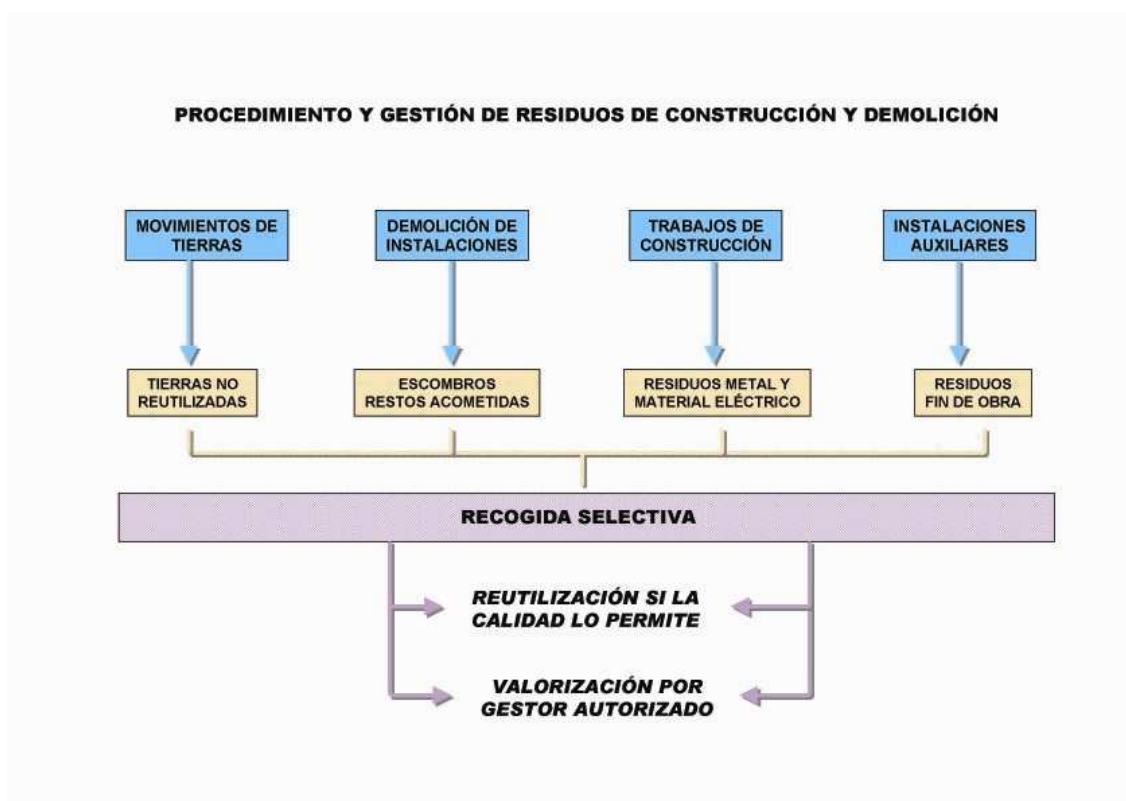 PROCEDIMIENTO Y GESTIÓN DE RESIDUOS DE CONSTRUCCIÓN Y DEMOLICIÓN
MOVIMIENTOS DE
TIERRAS
DEMOLICIÓN DE
INSTALACIONES
TRABAJOS DE
CONSTRUCCIÓN
INSTALACIONES
AUXILIARES
TIERRAS NO
REUTILIZADAS
ESCOMBROS
RESTOS ACOMETIDAS
RESIDUOS METAL Y
MATERIAL ELÉCTRICO
RESIDUOS
FIN DE OBRA
RECOGIDA SELECTIVA
REUTILIZACIÓN SI LA
CALIDAD LO PERMITE
VALORIZACIÓN POR
GESTOR AUTORIZADO